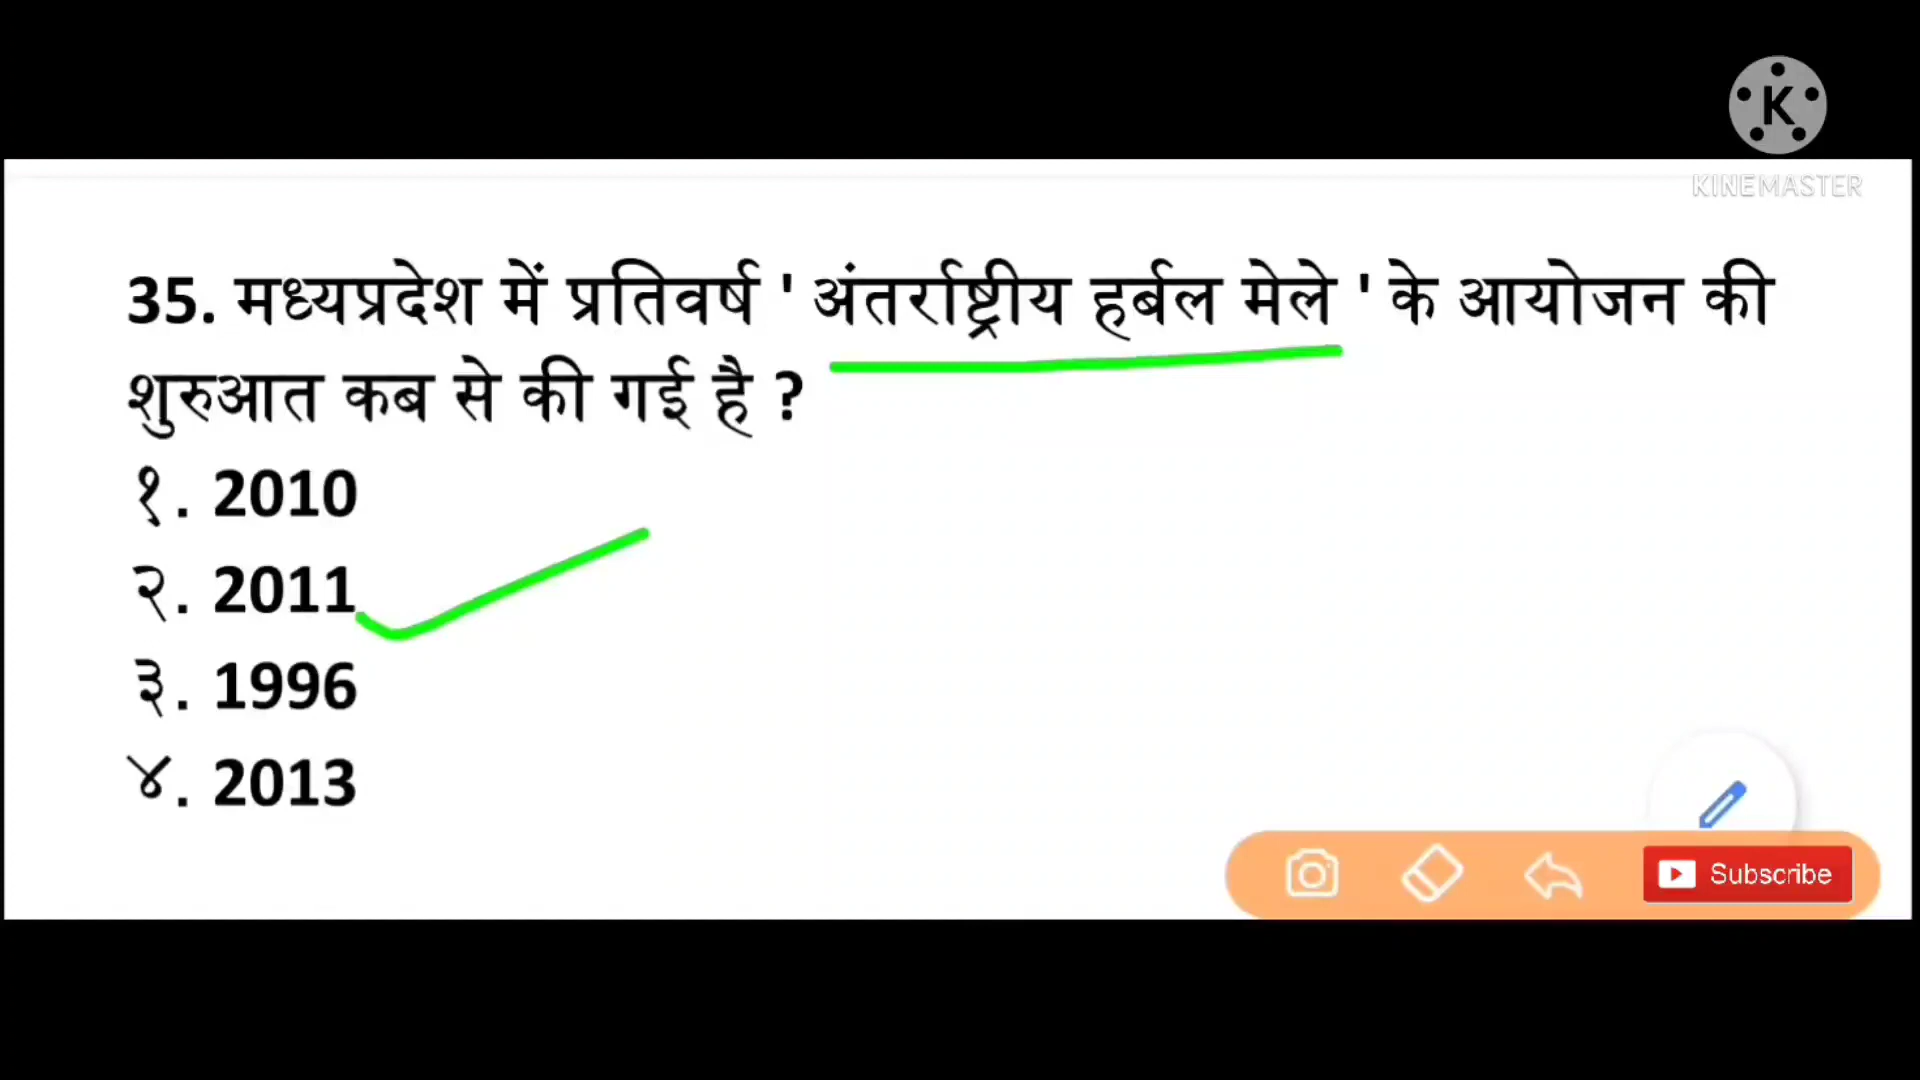 K
KINEMASTER
35. मध्यप्रदेश में प्रतिवर्ष ' अंतर्राष्ट्रीय हर्बल मेले ' के आयोजन की
शुरुआत कब से की गई है ?
१. 2010
२. 2011
३. 1996
४. 2013
Subscribe